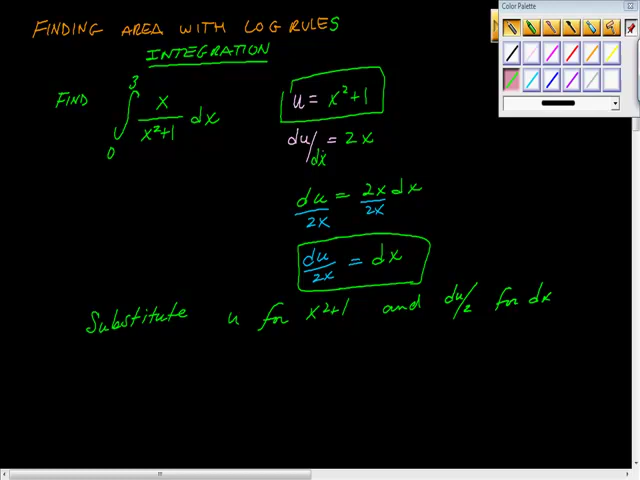 FINDING AREA WITH LOG RULES
INTEGRATION
FIND ∫₀³ x/(x²+1) dx
u = x²+1
du/dx = 2x
du/2x = 2x dx/2x
du/2x = dx
Substitute u for x²+1 and du/2 for dx
Color Palette